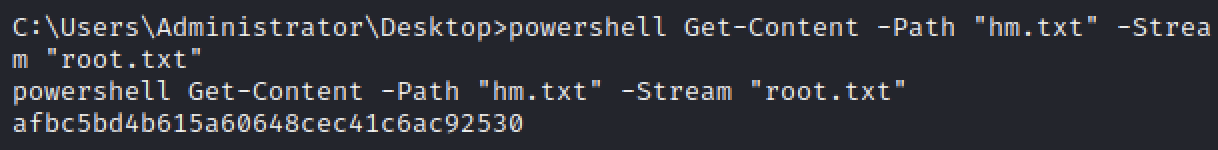 C:\Users\Administrator\Desktop>powershell Get-Content -Path "hm.txt" -Strea
m "root.txt"
powershell Get-Content -Path "hm.txt" -Stream "root.txt"
afbc5bd4b615a60648cec41c6ac92530